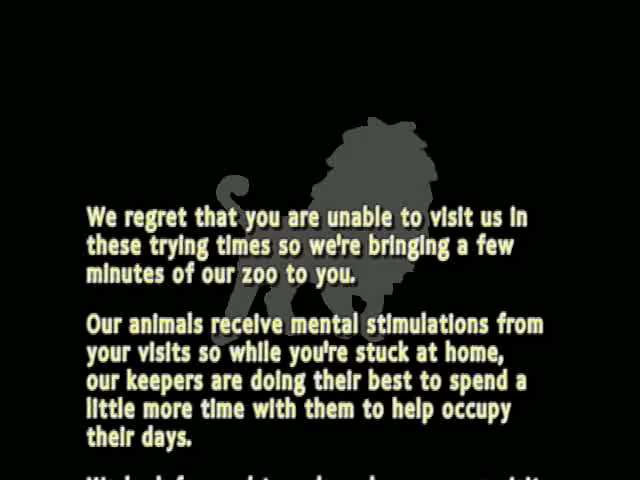 We regret that you are unable to visit us in
these trying times so we're bringing a few
minutes of our zoo to you.
Our animals receive mental stimulations from
your visits so while you're stuck at home,
our keepers are doing their best to spend a
little more time with them to help occupy
their days.